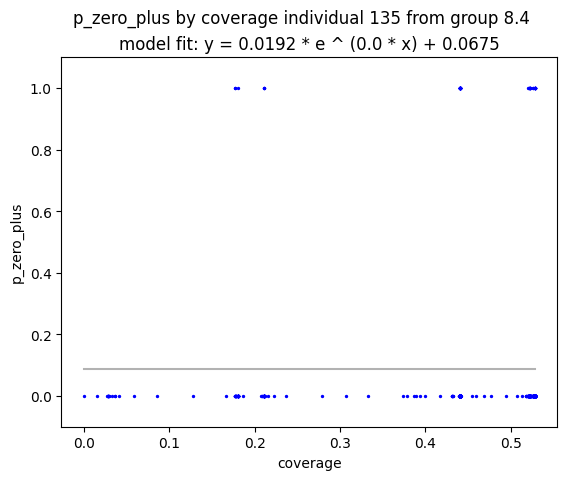 p_zero_plus by coverage individual 135 from group 8.4
model fit: y = 0.0192 * e ^ (0.0 * x) + 0.0675
1.0
0.8
0.6
0.4
0.2
0.0
p_zero_plus
0.0 0.1 0.2 0.3 0.4 0.5
coverage